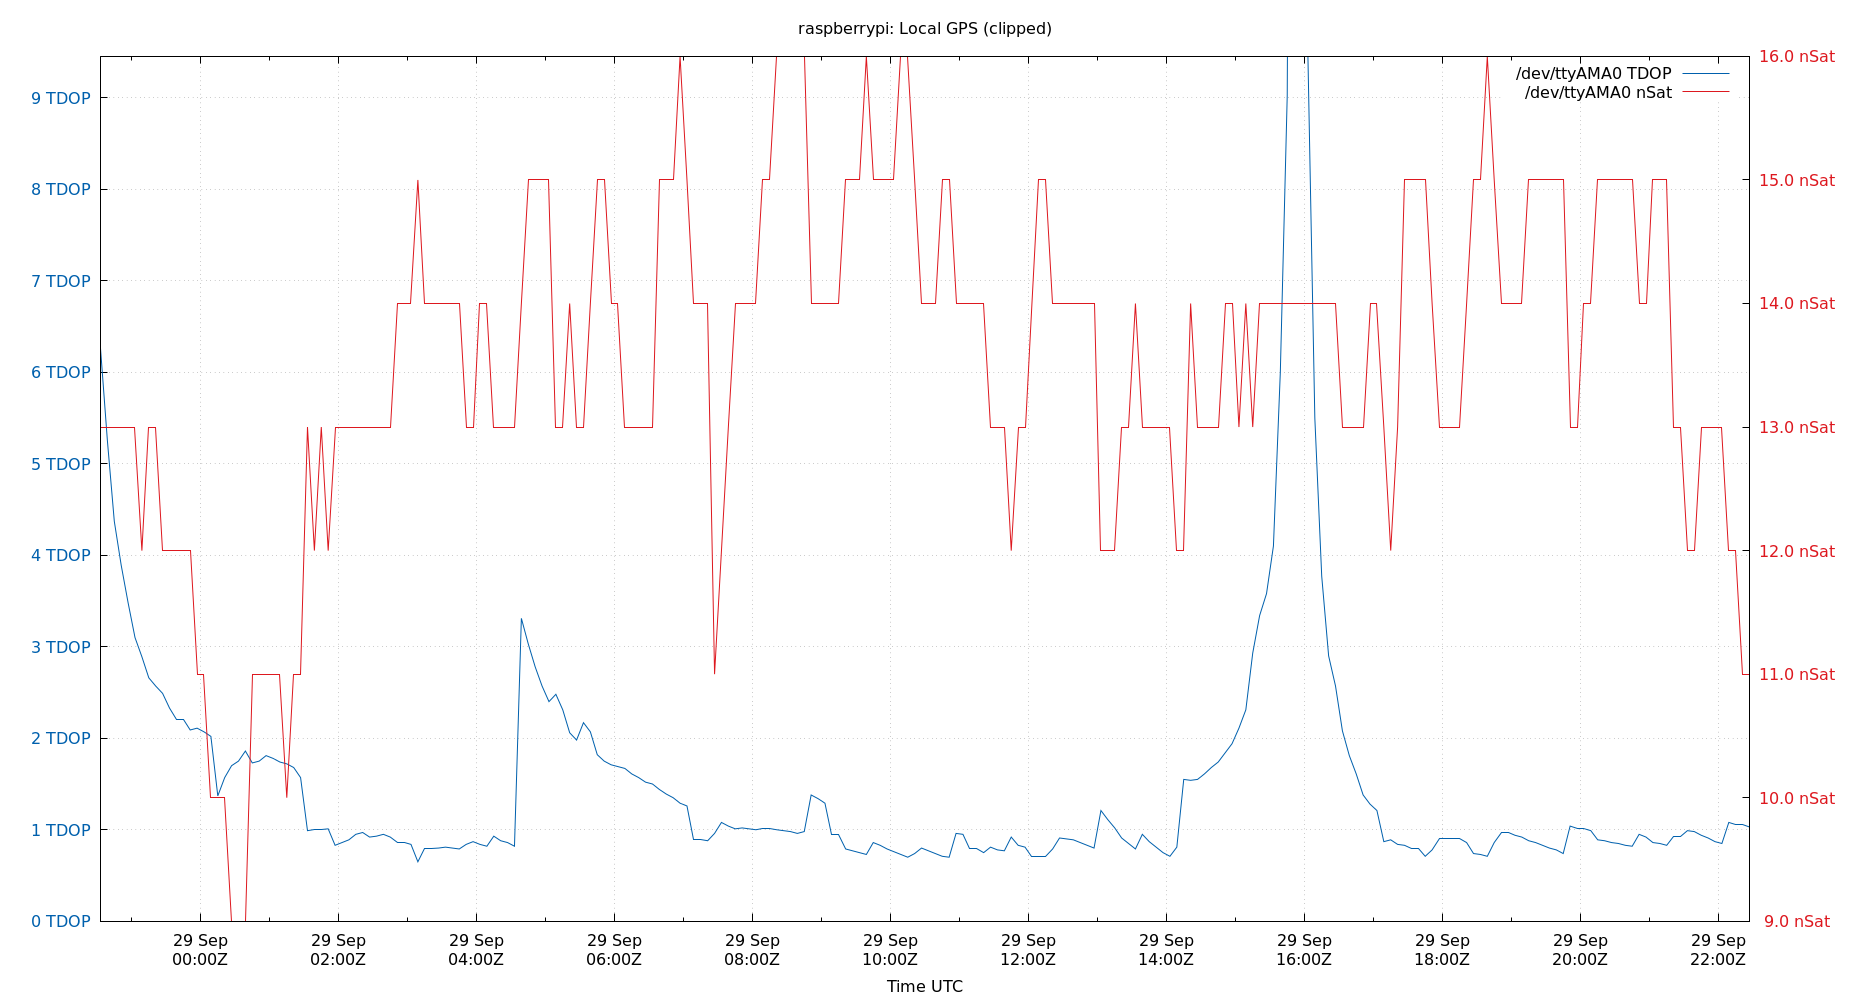 raspberrypi: Local GPS (clipped)
/dev/ttyAMA0 TDOP
/dev/ttyAMA0 nSat
9 TDOP
8 TDOP
7 TDOP
6 TDOP
5 TDOP
4 TDOP
3 TDOP
2 TDOP
1 TDOP
0 TDOP
16.0 nSat
15.0 nSat
14.0 nSat
13.0 nSat
12.0 nSat
11.0 nSat
10.0 nSat
9.0 nSat
29 Sep
00:00Z
29 Sep
02:00Z
29 Sep
04:00Z
29 Sep
06:00Z
29 Sep
08:00Z
29 Sep
10:00Z
29 Sep
12:00Z
29 Sep
14:00Z
29 Sep
16:00Z
29 Sep
18:00Z
29 Sep
20:00Z
29 Sep
22:00Z
Time UTC